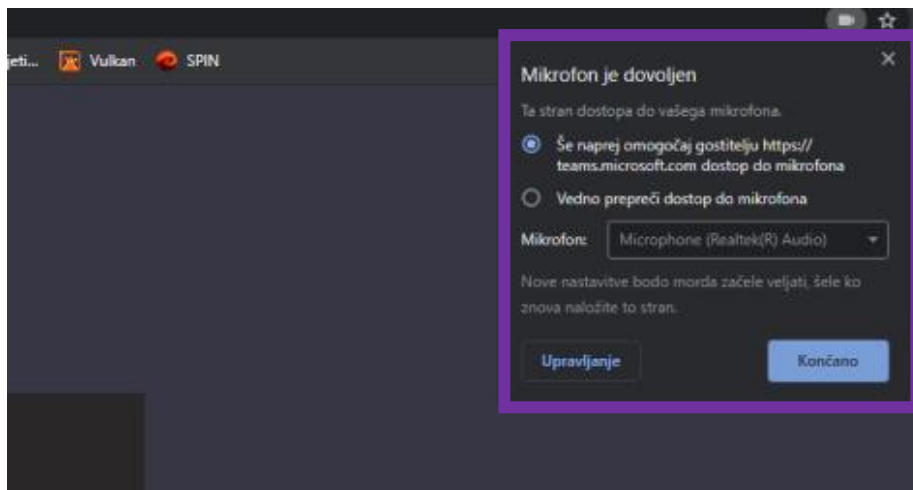 jeti... Vulkan SPIN
Mikrofon je dovoljen
Ta stran dostopa do vašega mikrofona.
Še naprej omogočaj gostitelju https://
teams.microsoft.com dostop do mikrofona
Vedno prepreči dostop do mikrofona
Mikrofon: Microphone (Realtek(R) Audio)
Nove nastavitve bodo morda začele veljati, šele ko
znova naložite to stran.
Upravljanje Končano